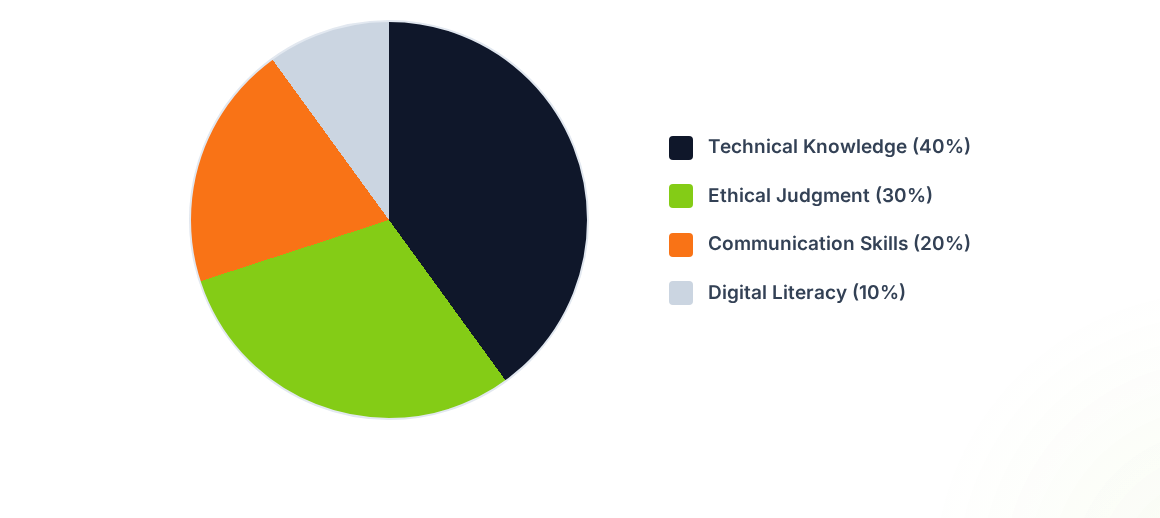 Technical Knowledge (40%)
Ethical Judgment (30%)
Communication Skills (20%)
Digital Literacy (10%)